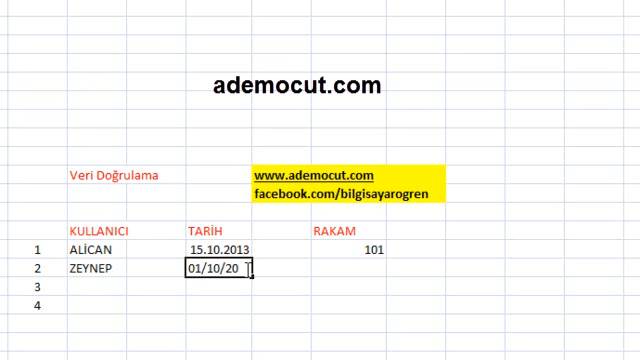 ademocut.com
Veri Doğrulama www.ademocut.com
facebook.com/bilgisayarogren
KULLANICI TARİH RAKAM
1 ALİCAN 15.10.2013 101
2 ZEYNEP 01/10/20
3
4